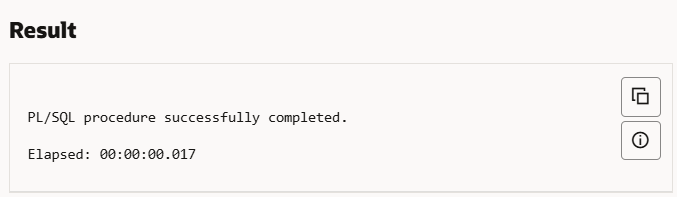 Result
PL/SQL procedure successfully completed.
Elapsed: 00:00:00.017